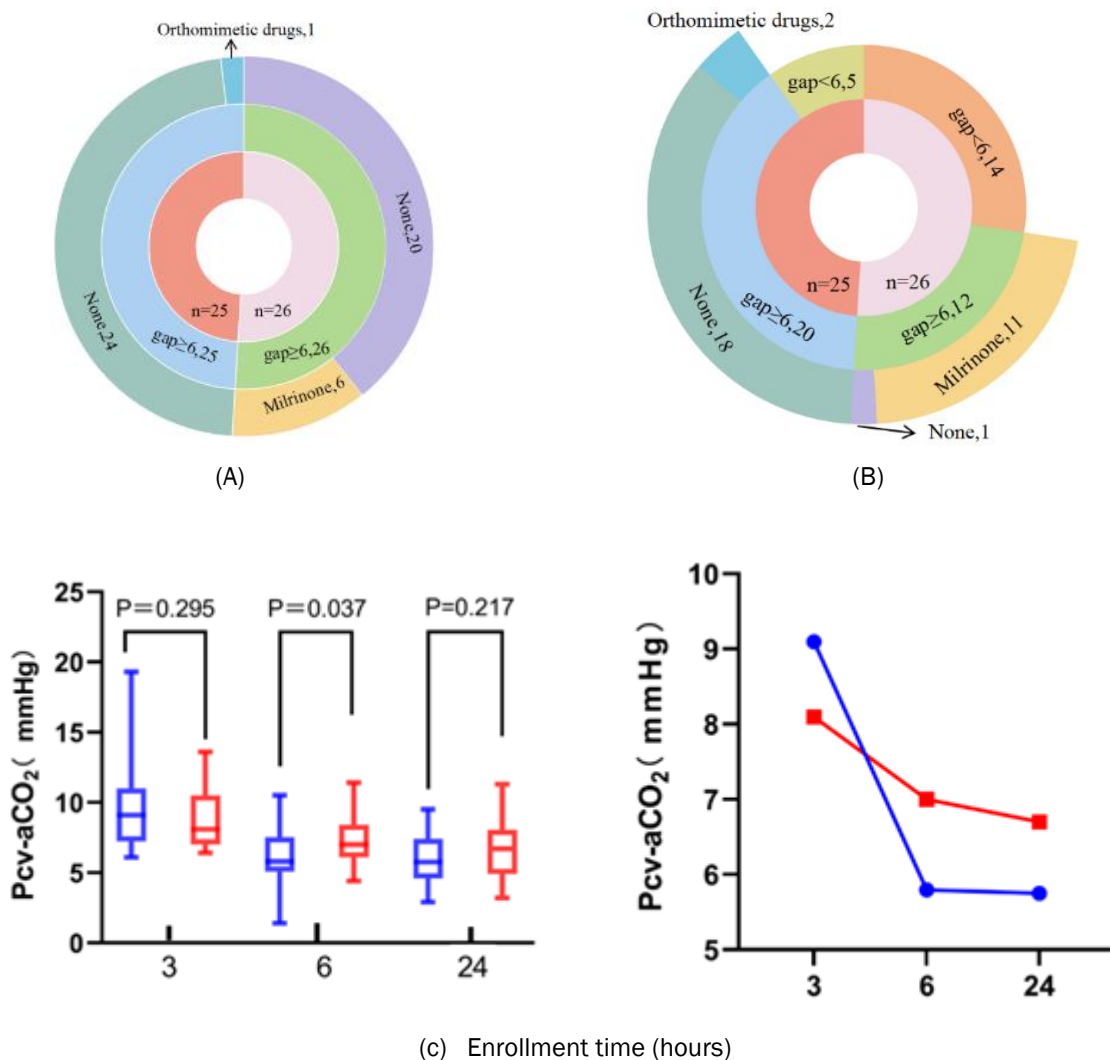 Orthomimetic drugs,1
None,20
None,24
n=25
n=26
gap≥6,25
gap≥6,26
Milrinone,6
(A)
Orthomimetic drugs,2
gap<6,5
gap<6,14
n=25
n=26
gap≥6,20
gap≥6,12
None,18
Milrinone,11
None,1
(B)
Pcv-aCO₂( mmHg)
25
20
15
10
5
0
P=0.295
P=0.037
P=0.217
3
6
24
Pcv-aCO₂( mmHg)
10
9
8
7
6
5
3
6
24
(c) Enrollment time (hours)